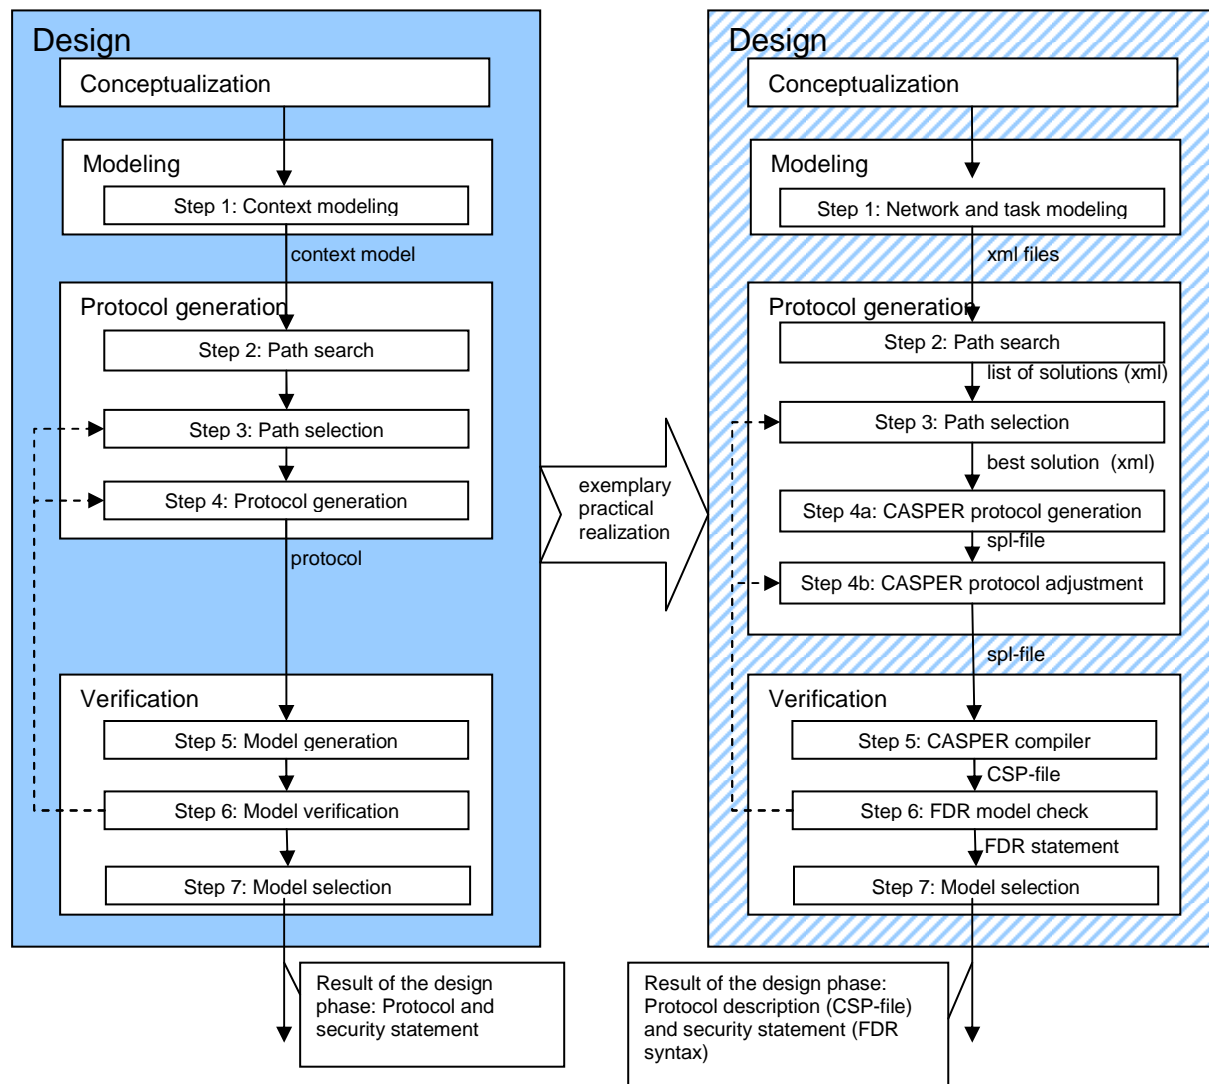 Design
Conceptualization
Modeling
Step 1: Context modeling
context model
Protocol generation
Step 2: Path search
Step 3: Path selection
Step 4: Protocol generation
protocol
Verification
Step 5: Model generation
Step 6: Model verification
Step 7: Model selection
Result of the design
phase: Protocol and
security statement
exemplary
practical
realization
Design
Conceptualization
Modeling
Step 1: Network and task modeling
xml files
Protocol generation
Step 2: Path search
list of solutions (xml)
Step 3: Path selection
best solution (xml)
Step 4a: CASPER protocol generation
spl-file
Step 4b: CASPER protocol adjustment
spl-file
Verification
Step 5: CASPER compiler
CSP-file
Step 6: FDR model check
FDR statement
Step 7: Model selection
Result of the design phase:
Protocol description (CSP-file)
and security statement (FDR
syntax)